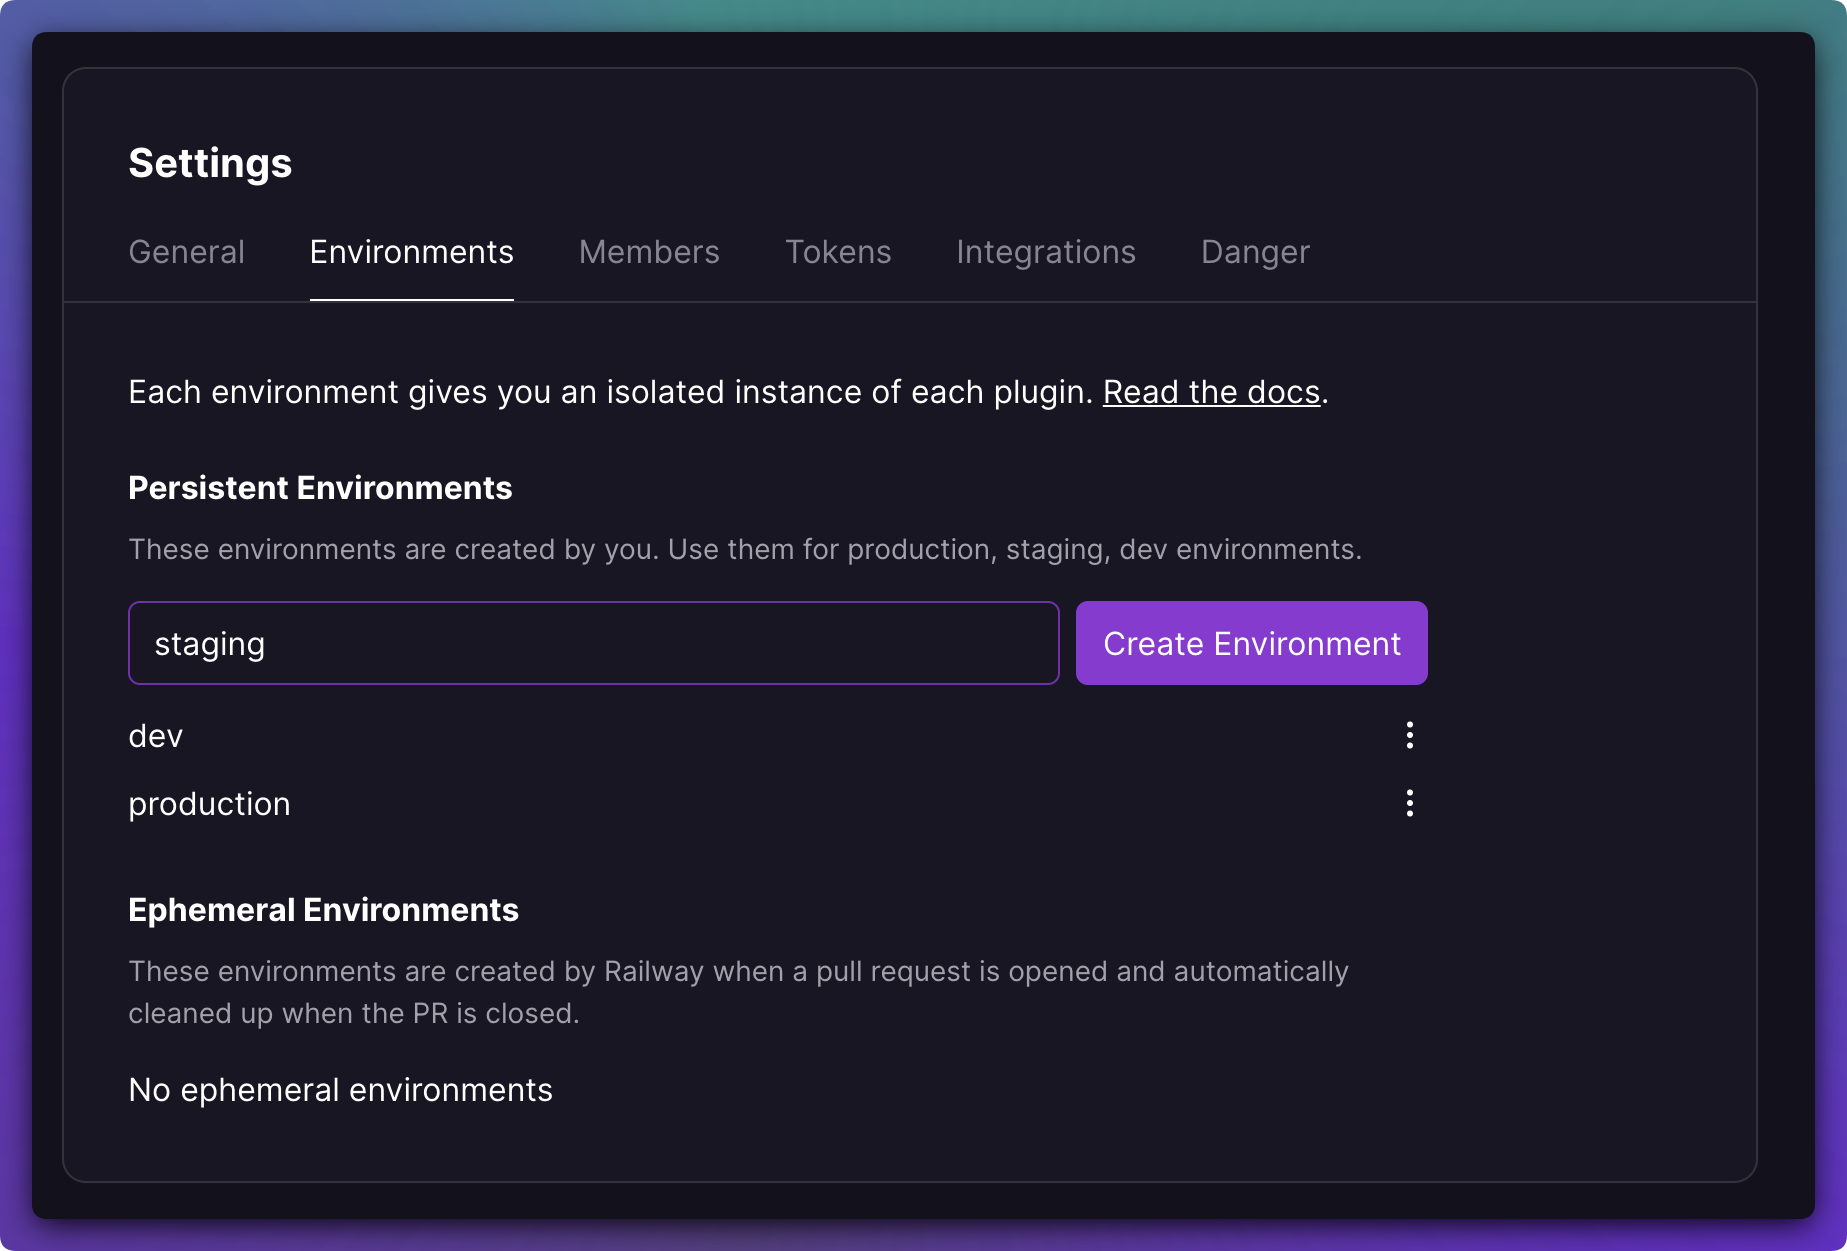 Settings
General Environments Members Tokens Integrations Danger
Each environment gives you an isolated instance of each plugin. Read the docs.
Persistent Environments
These environments are created by you. Use them for production, staging, dev environments.
staging Create Environment
dev
production
Ephemeral Environments
These environments are created by Railway when a pull request is opened and automatically
cleaned up when the PR is closed.
No ephemeral environments